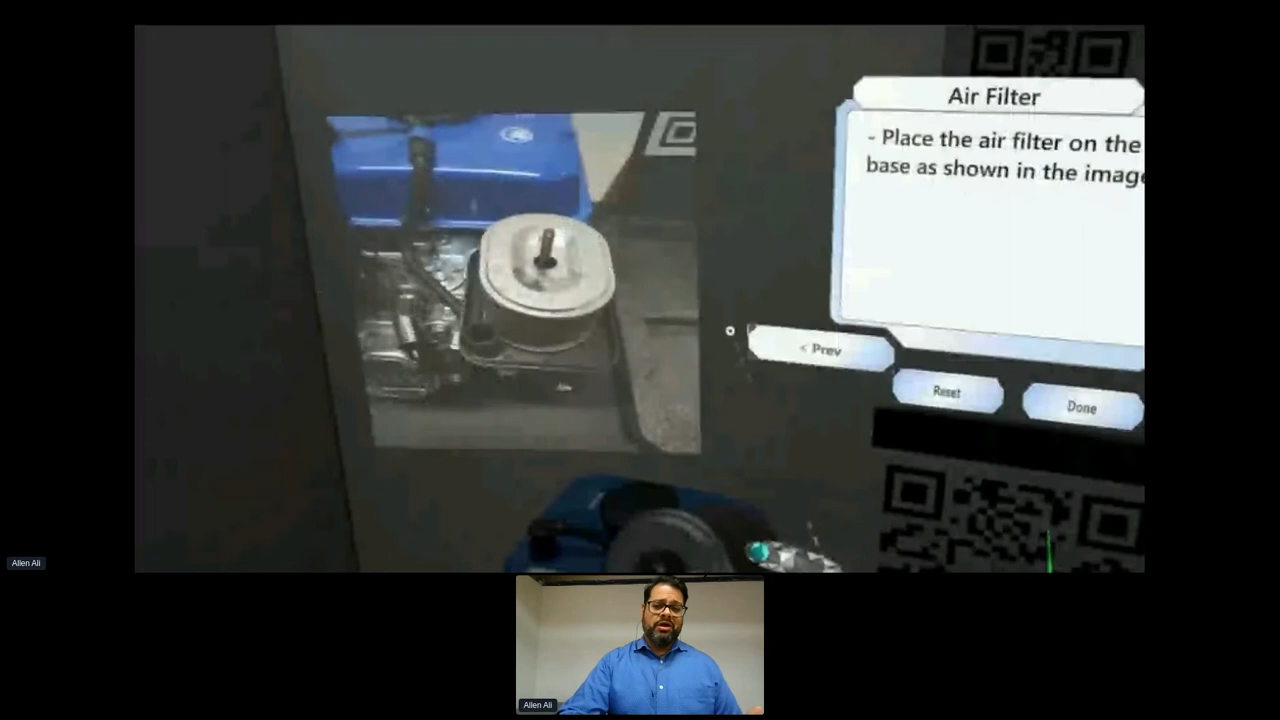 Air Filter
- Place the air filter on the
base as shown in the image
< Prev
Reset
Done
Allen Ali
Allen Ali